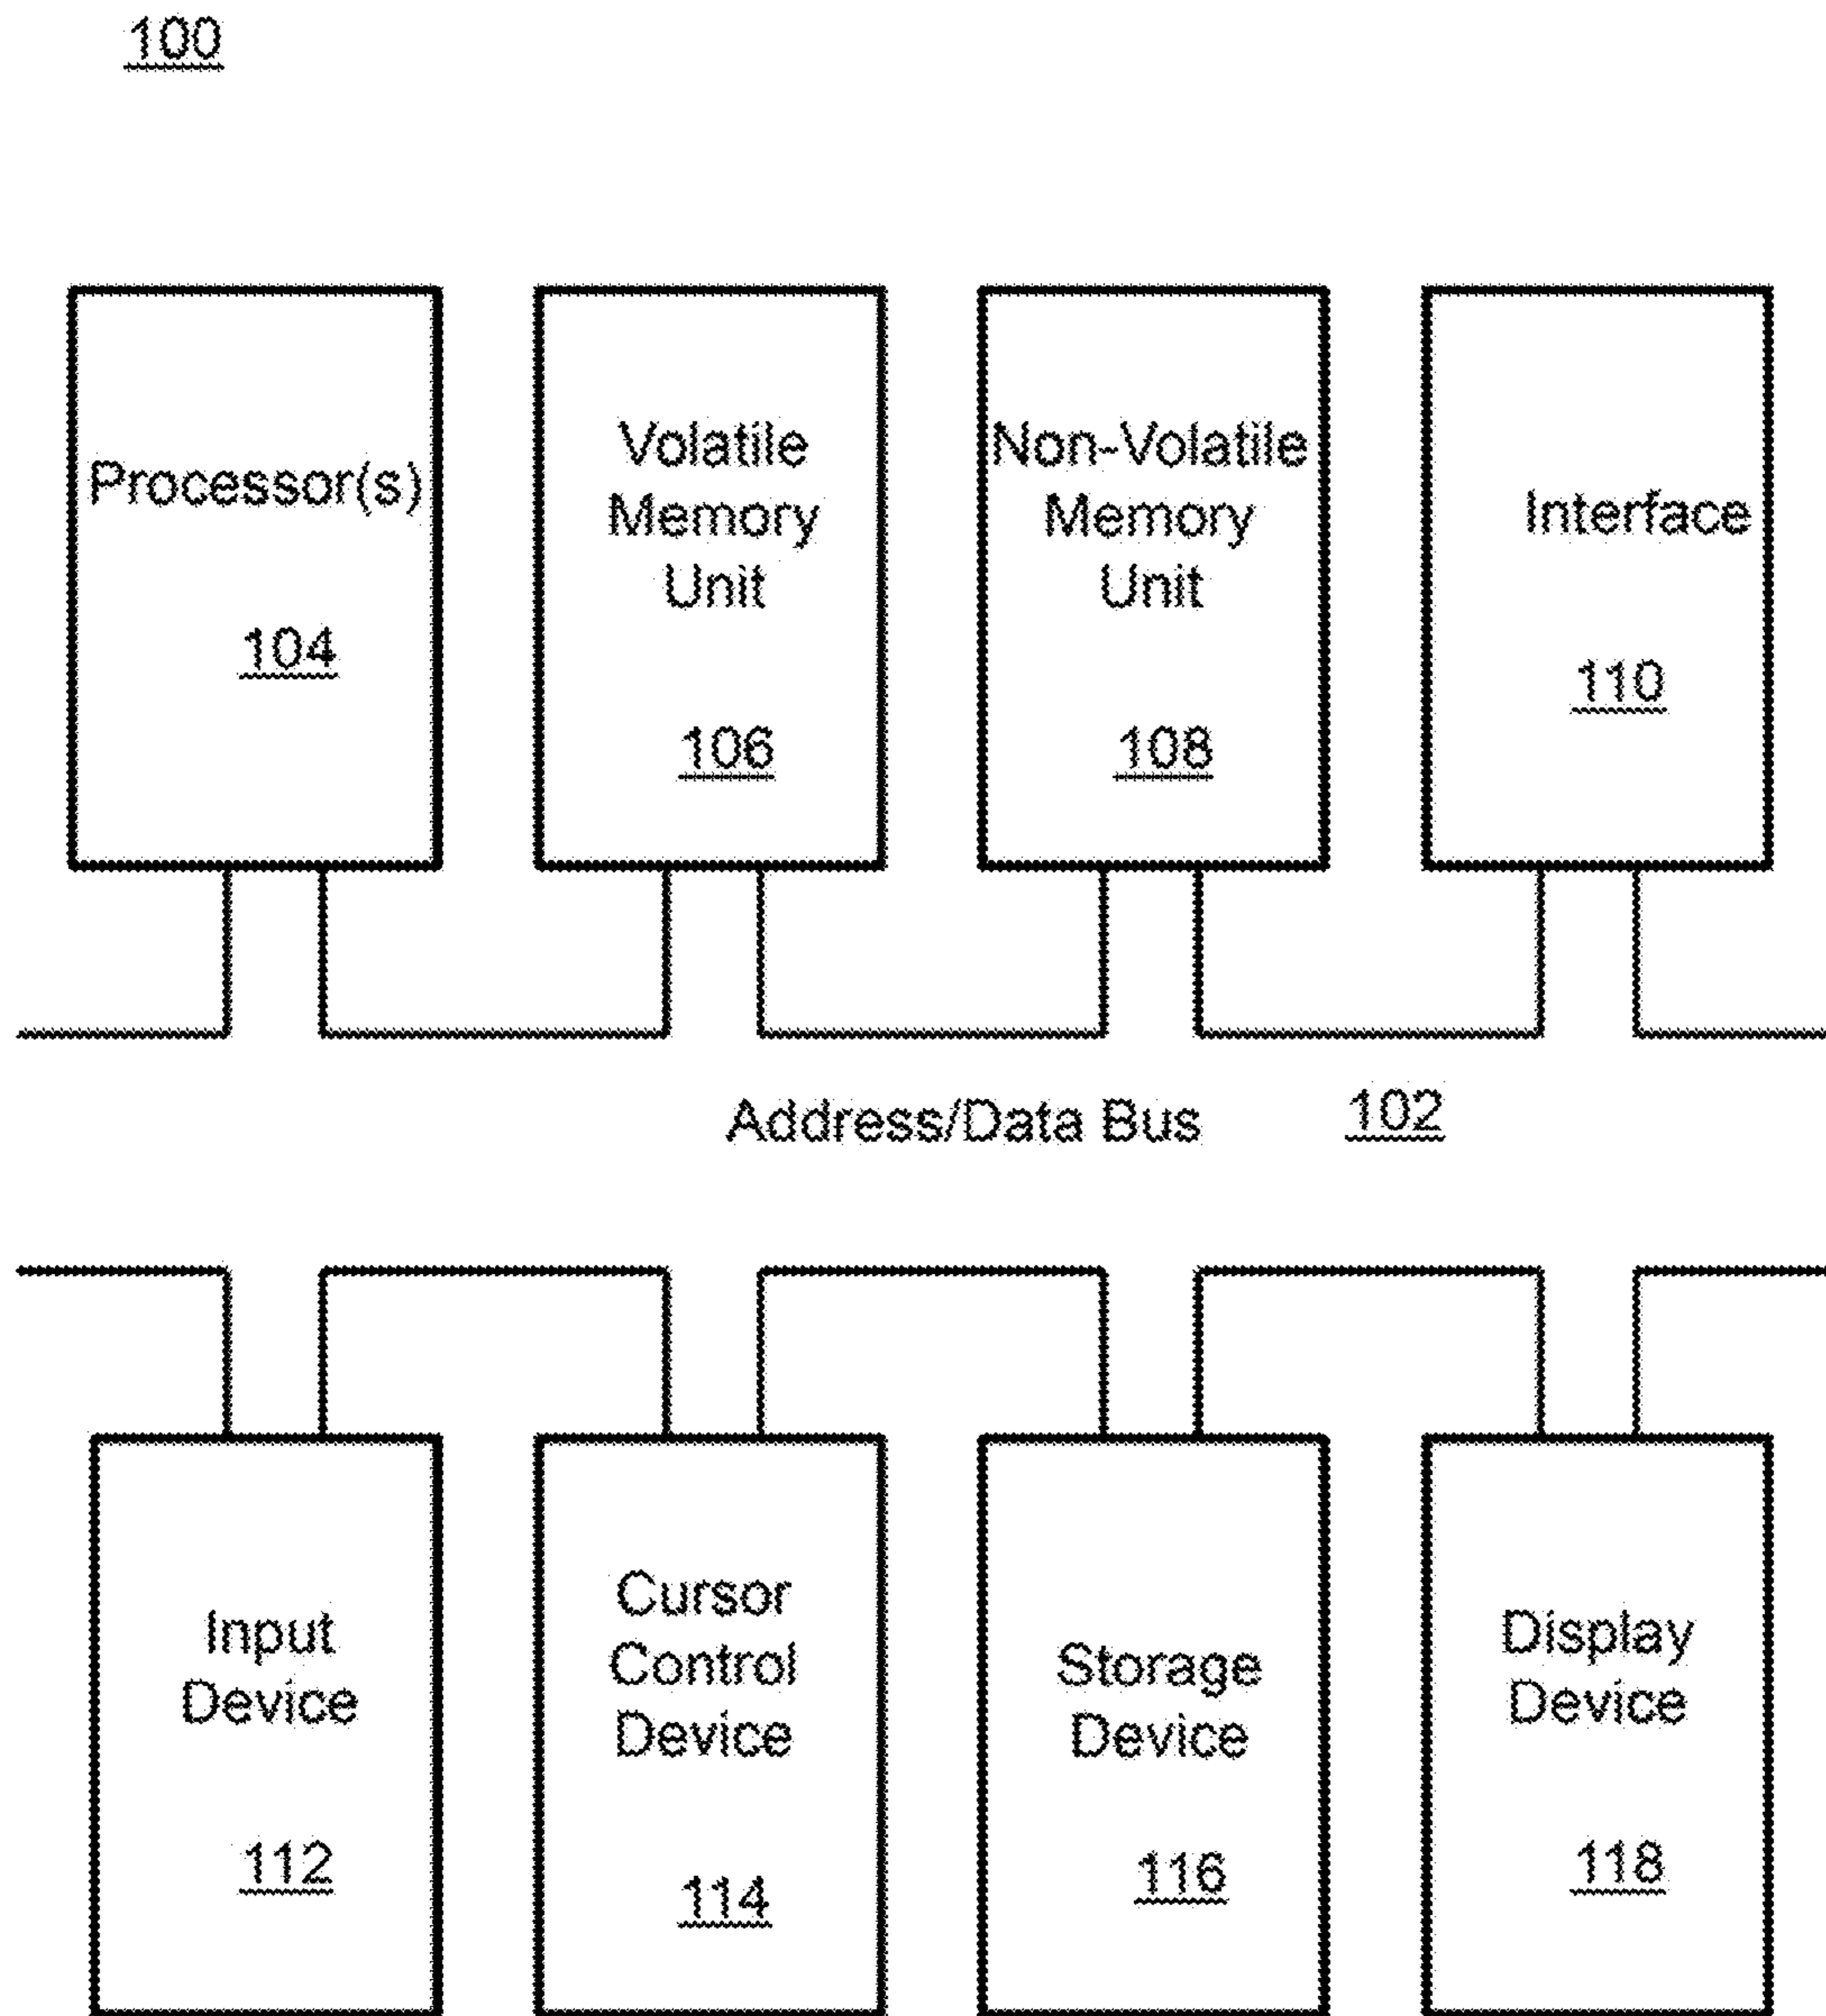 100
Processor(s)
104
Volatile
Memory
Unit
106
Non-Volatile
Memory
Unit
108
Interface
110
Address/Data Bus 102
Input
Device
112
Cursor
Control
Device
114
Storage
Device
116
Display
Device
118